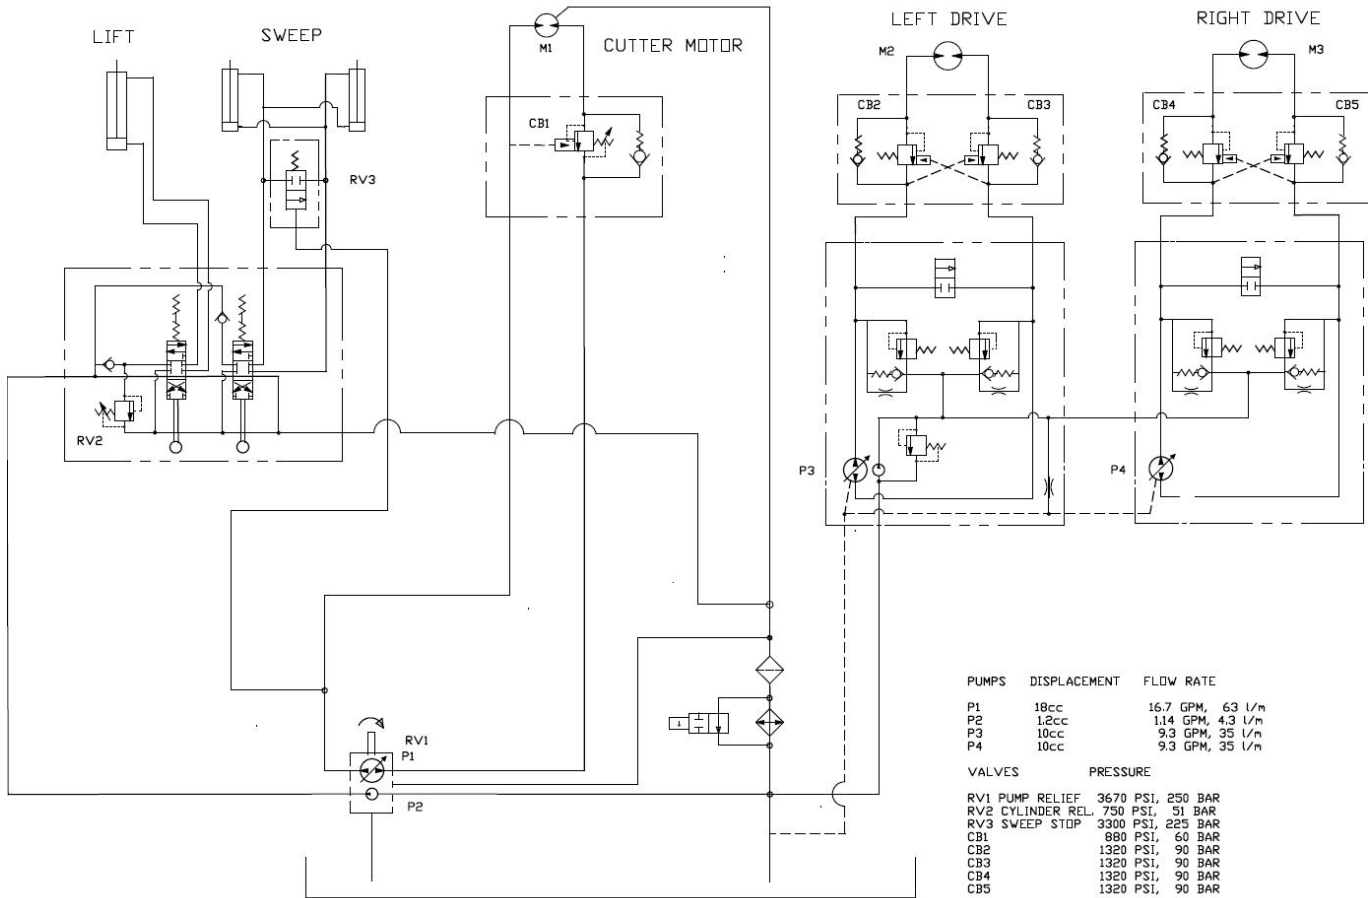 LEFT DRIVE
RIGHT DRIVE
LIFT
SWEEP
M1
CUTTER MOTOR
M2
M3
CB1
CB2
CB3
CB4
CB5
RV3
RV2
P3
P4
RV1
P1
P2
PUMPS DISPLACEMENT FLOW RATE
P1 18cc 16.7 GPM, 63 l/m
P2 1.2cc 1.14 GPM, 4.3 l/m
P3 10cc 9.3 GPM, 35 l/m
P4 10cc 9.3 GPM, 35 l/m
VALVES PRESSURE
RV1 PUMP RELIEF 3670 PSI, 250 BAR
RV2 CYLINDER REL. 750 PSI, 51 BAR
RV3 SWEEP STOP 3300 PSI, 225 BAR
CB1 880 PSI, 60 BAR
CB2 1320 PSI, 90 BAR
CB3 1320 PSI, 90 BAR
CB4 1320 PSI, 90 BAR
CB5 1320 PSI, 90 BAR